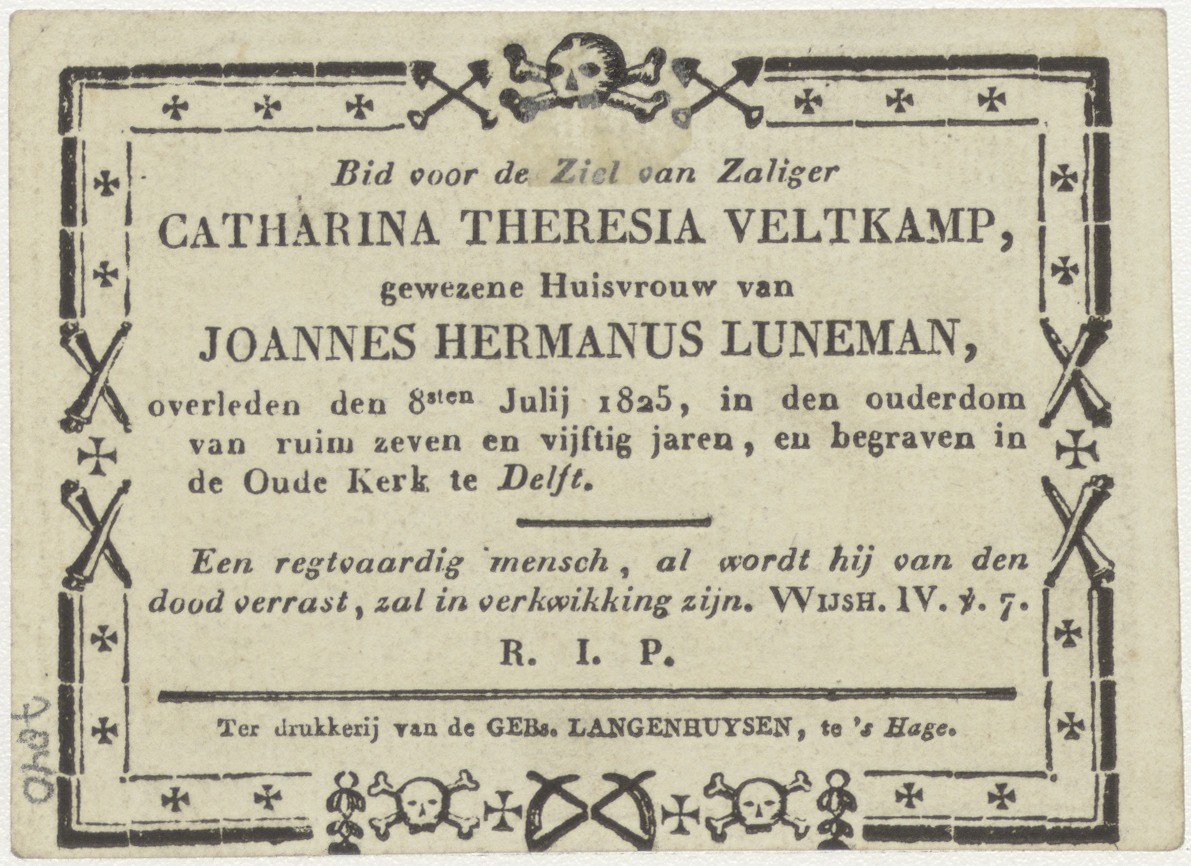 Bid voor de Ziel van Zaliger
CATHARINA THERESIA VELTKAMP,
gewezene Huisvrouw van
JOANNES HERMANUS LUNEMAN,
overleden den 8sten Julij 1825, in den ouderdom
van ruim zeven en vijftig jaren, en begraven in
de Oude Kerk te Delft.
Een regtvaardig mensch, al wordt hij van den
dood verrast, zal in verkwikking zijn. WIJSH. IV. ℣. 7.
R. I. P.
Ter drukkerij van de GEBs. LANGENHUYSEN, te 's Hage.